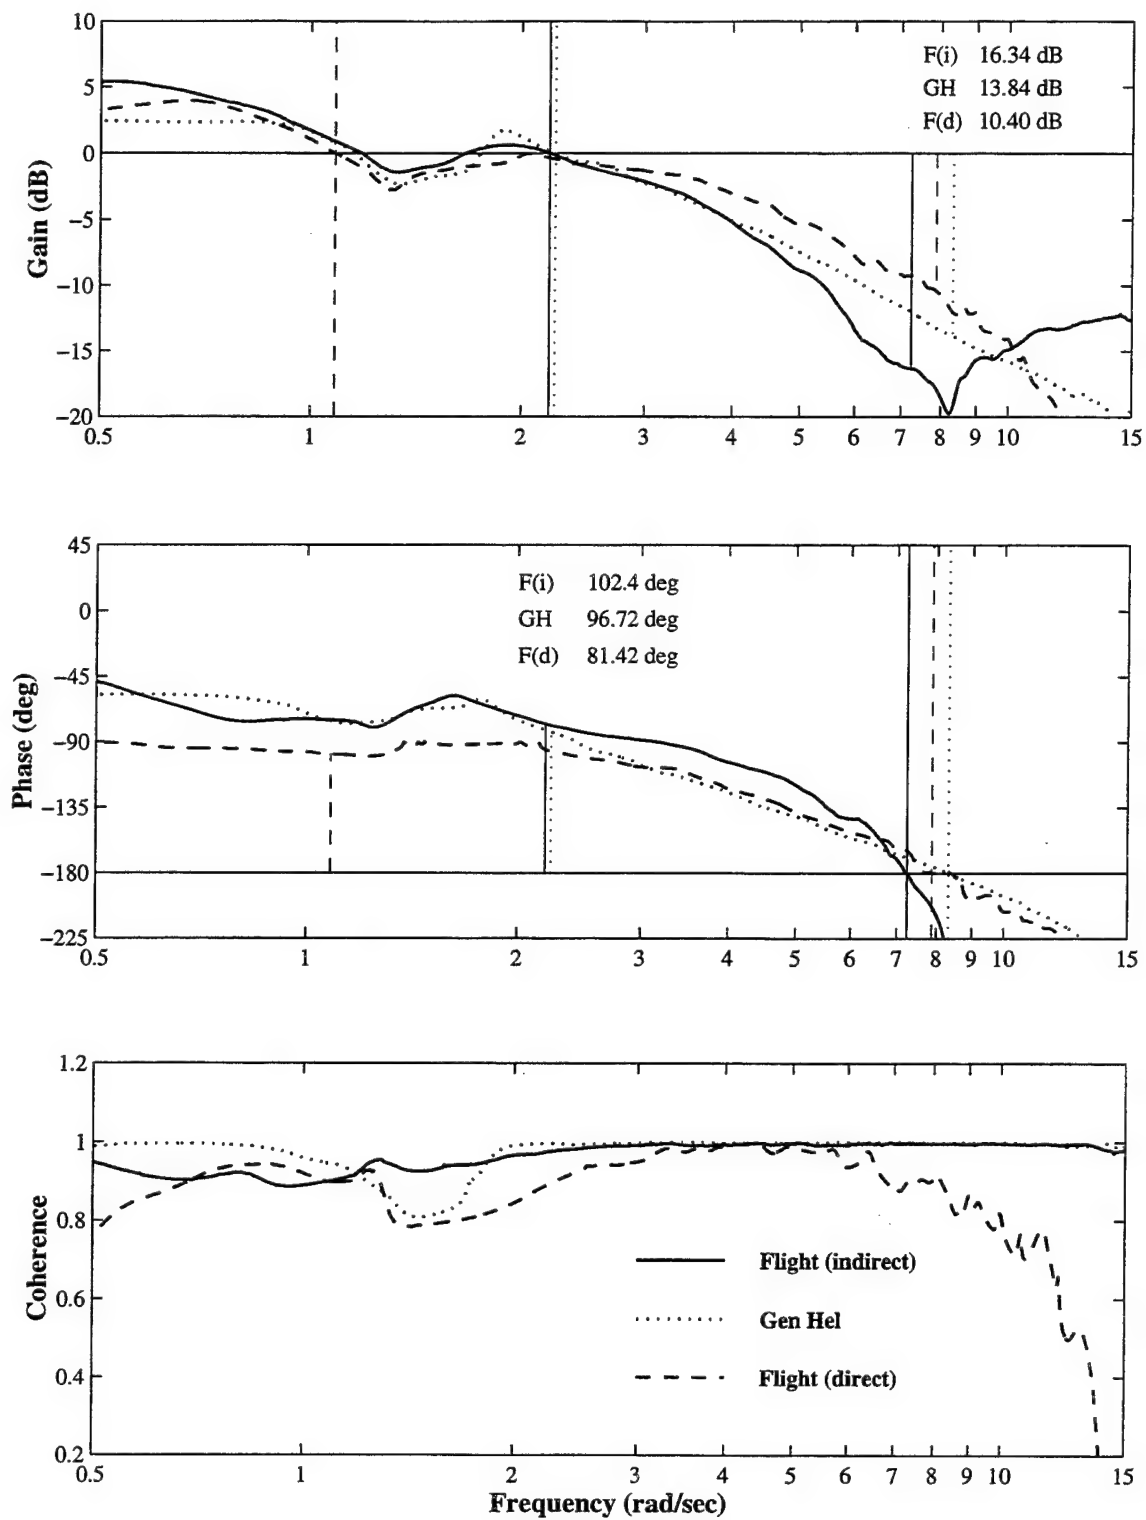 10
5
0
−5
−10
−15
−20
Gain (dB)
F(i) 16.34 dB
GH 13.84 dB
F(d) 10.40 dB
0.5 1 2 3 4 5 6 7 8 9 10 15
45
0
−45
−90
−135
−180
−225
Phase (deg)
F(i) 102.4 deg
GH 96.72 deg
F(d) 81.42 deg
0.5 1 2 3 4 5 6 7 8 9 10 15
1.2
1
0.8
0.6
0.4
0.2
Coherence
Flight (indirect)
Gen Hel
Flight (direct)
0.5 1 2 3 4 5 6 7 8 9 10 15
Frequency (rad/sec)